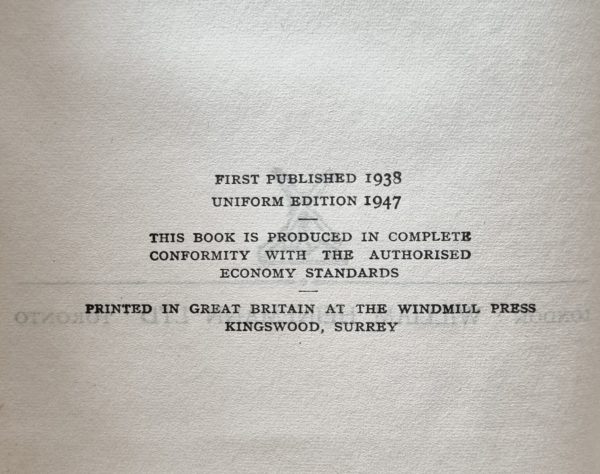 FIRST PUBLISHED 1938
UNIFORM EDITION 1947
THIS BOOK IS PRODUCED IN COMPLETE
CONFORMITY WITH THE AUTHORISED
ECONOMY STANDARDS
PRINTED IN GREAT BRITAIN AT THE WINDMILL PRESS
KINGSWOOD, SURREY